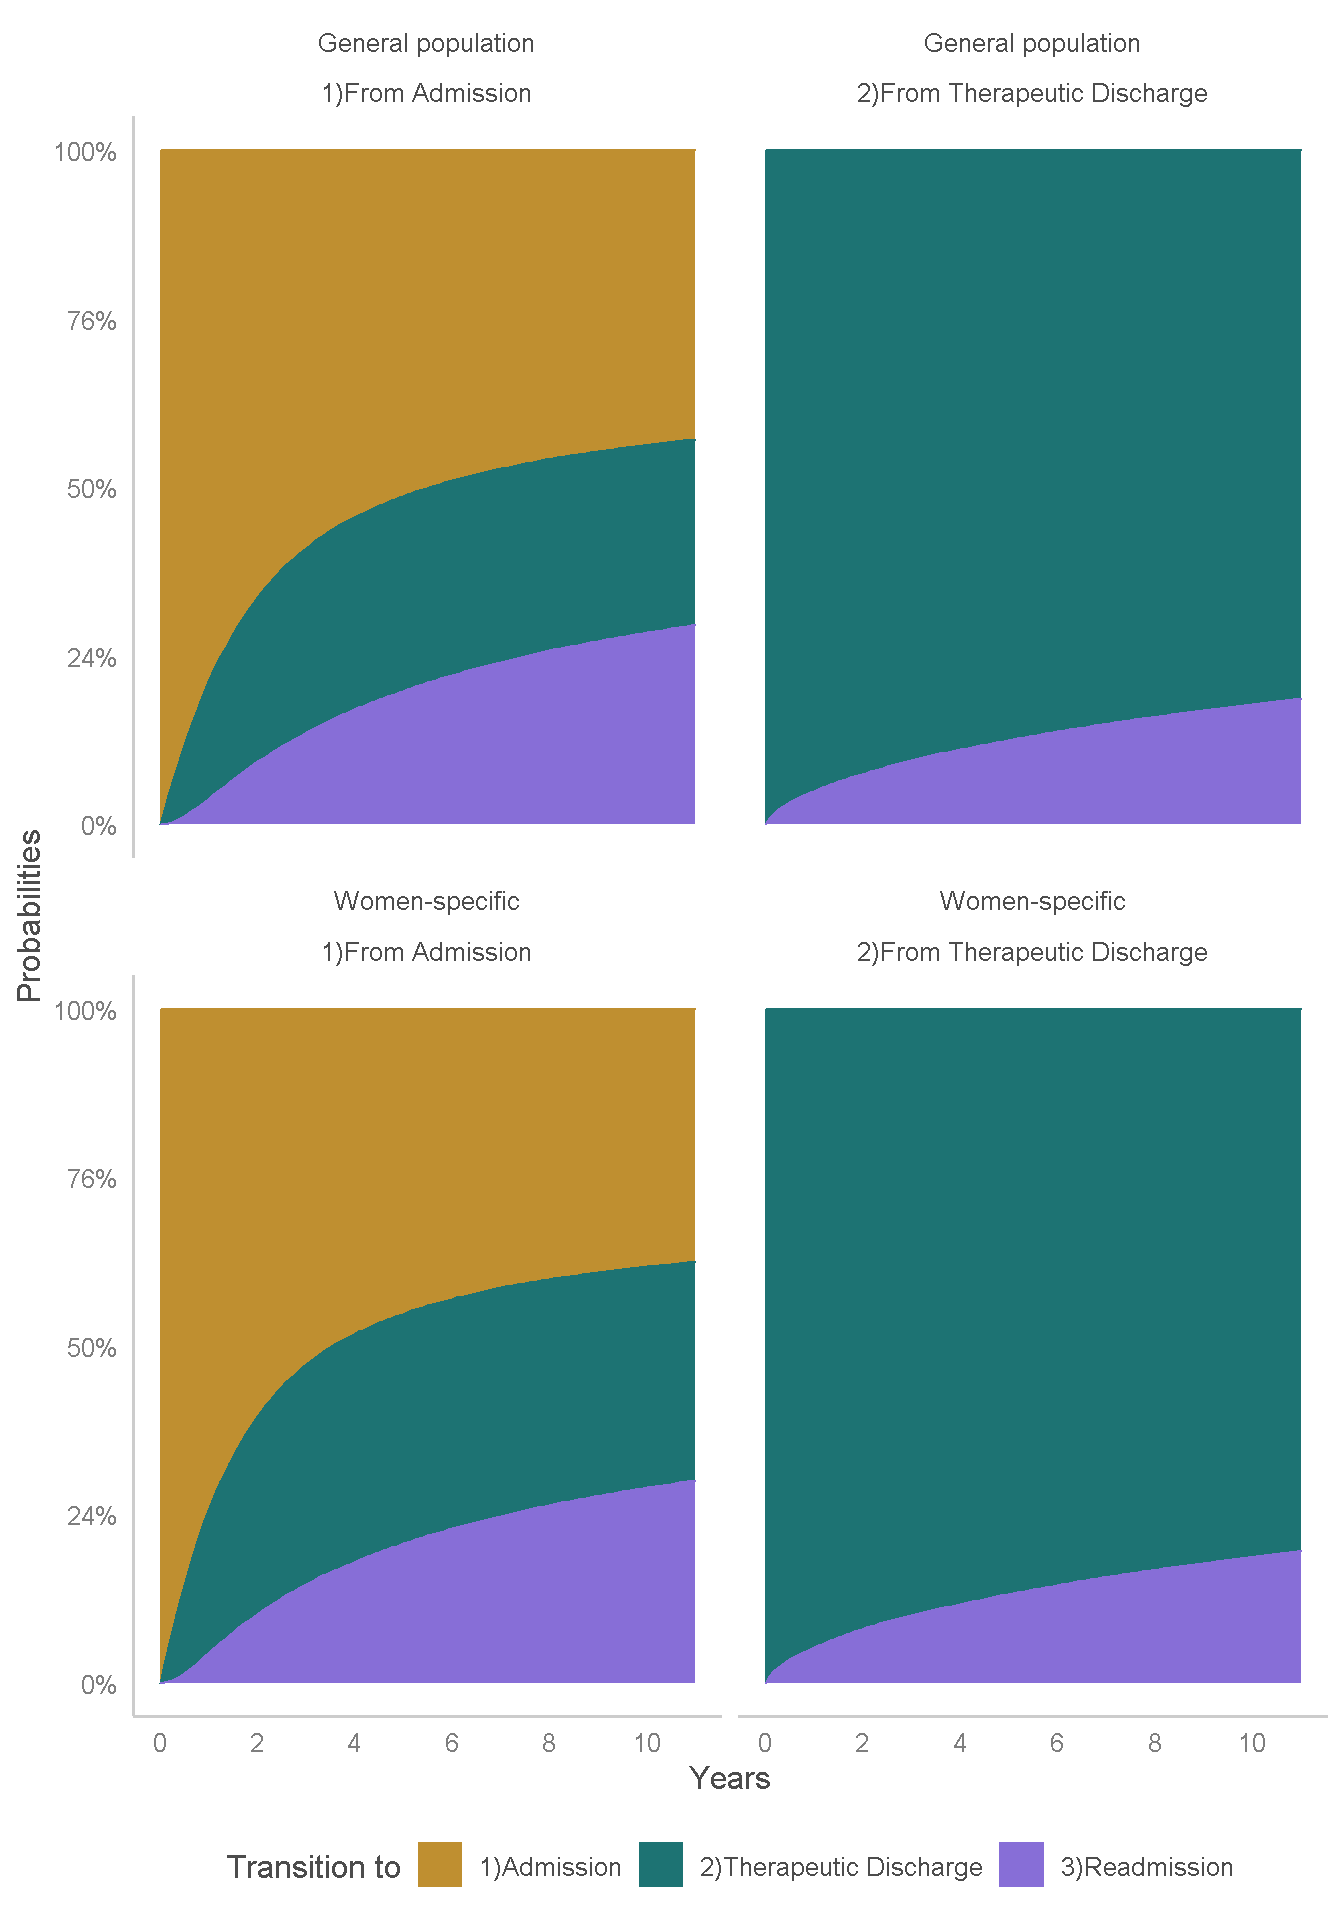 General population
1)From Admission
General population
2)From Therapeutic Discharge
100%
76%
50%
24%
0%
Probabilities
Women-specific
1)From Admission
Women-specific
2)From Therapeutic Discharge
100%
76%
50%
24%
0%
0 2 4 6 8 10
0 2 4 6 8 10
Years
Transition to 1)Admission 2)Therapeutic Discharge 3)Readmission